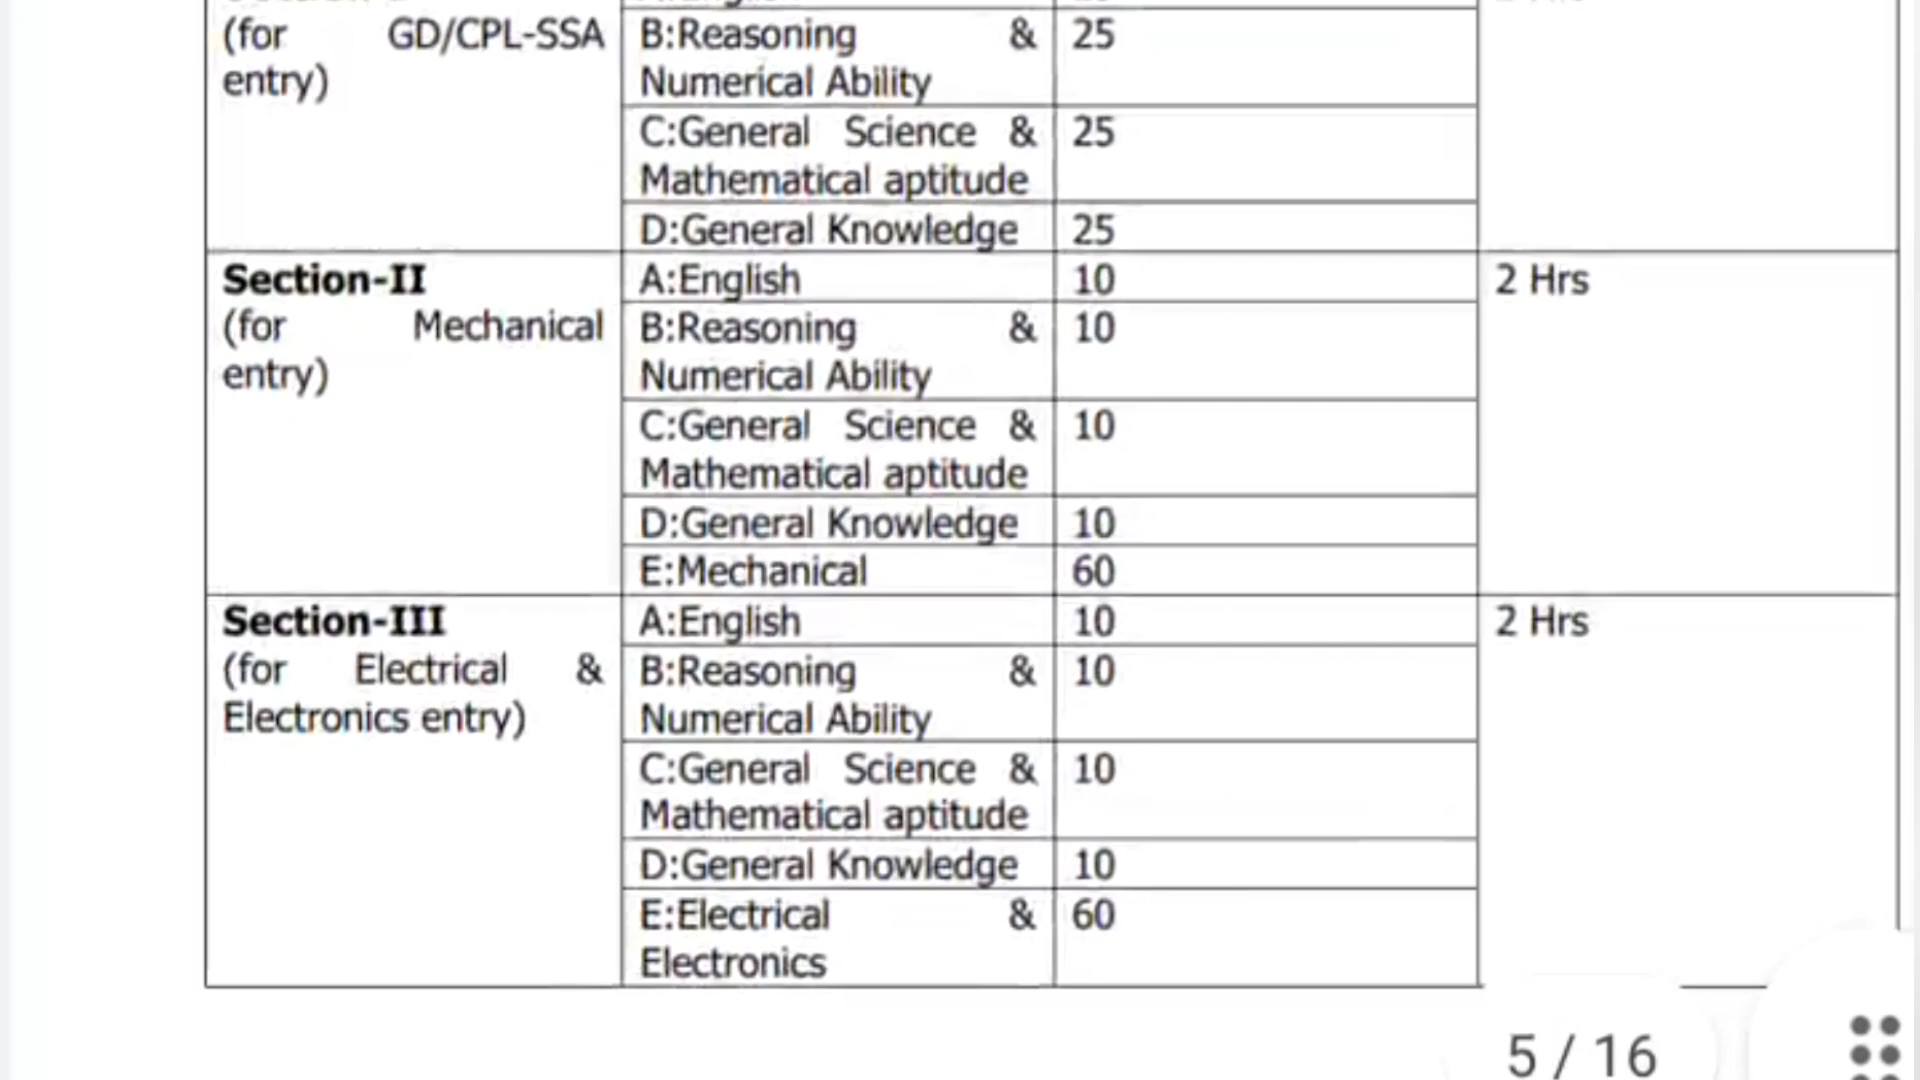 (for GD/CPL-SSA
entry)
B:Reasoning &
Numerical Ability
25
C:General Science &
Mathematical aptitude
25
D:General Knowledge
25
Section-II
(for Mechanical
entry)
A:English
10
2 Hrs
B:Reasoning &
Numerical Ability
10
C:General Science &
Mathematical aptitude
10
D:General Knowledge
10
E:Mechanical
60
Section-III
(for Electrical &
Electronics entry)
A:English
10
2 Hrs
B:Reasoning &
Numerical Ability
10
C:General Science &
Mathematical aptitude
10
D:General Knowledge
10
E:Electrical &
Electronics
60
5 / 16